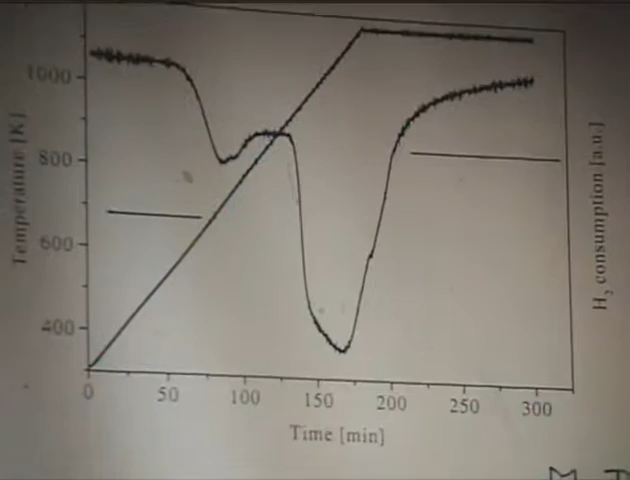 Temperature [K]
1000
800
600
400
0 50 100 150 200 250 300
Time [min]
H₂ consumption [a.u.]